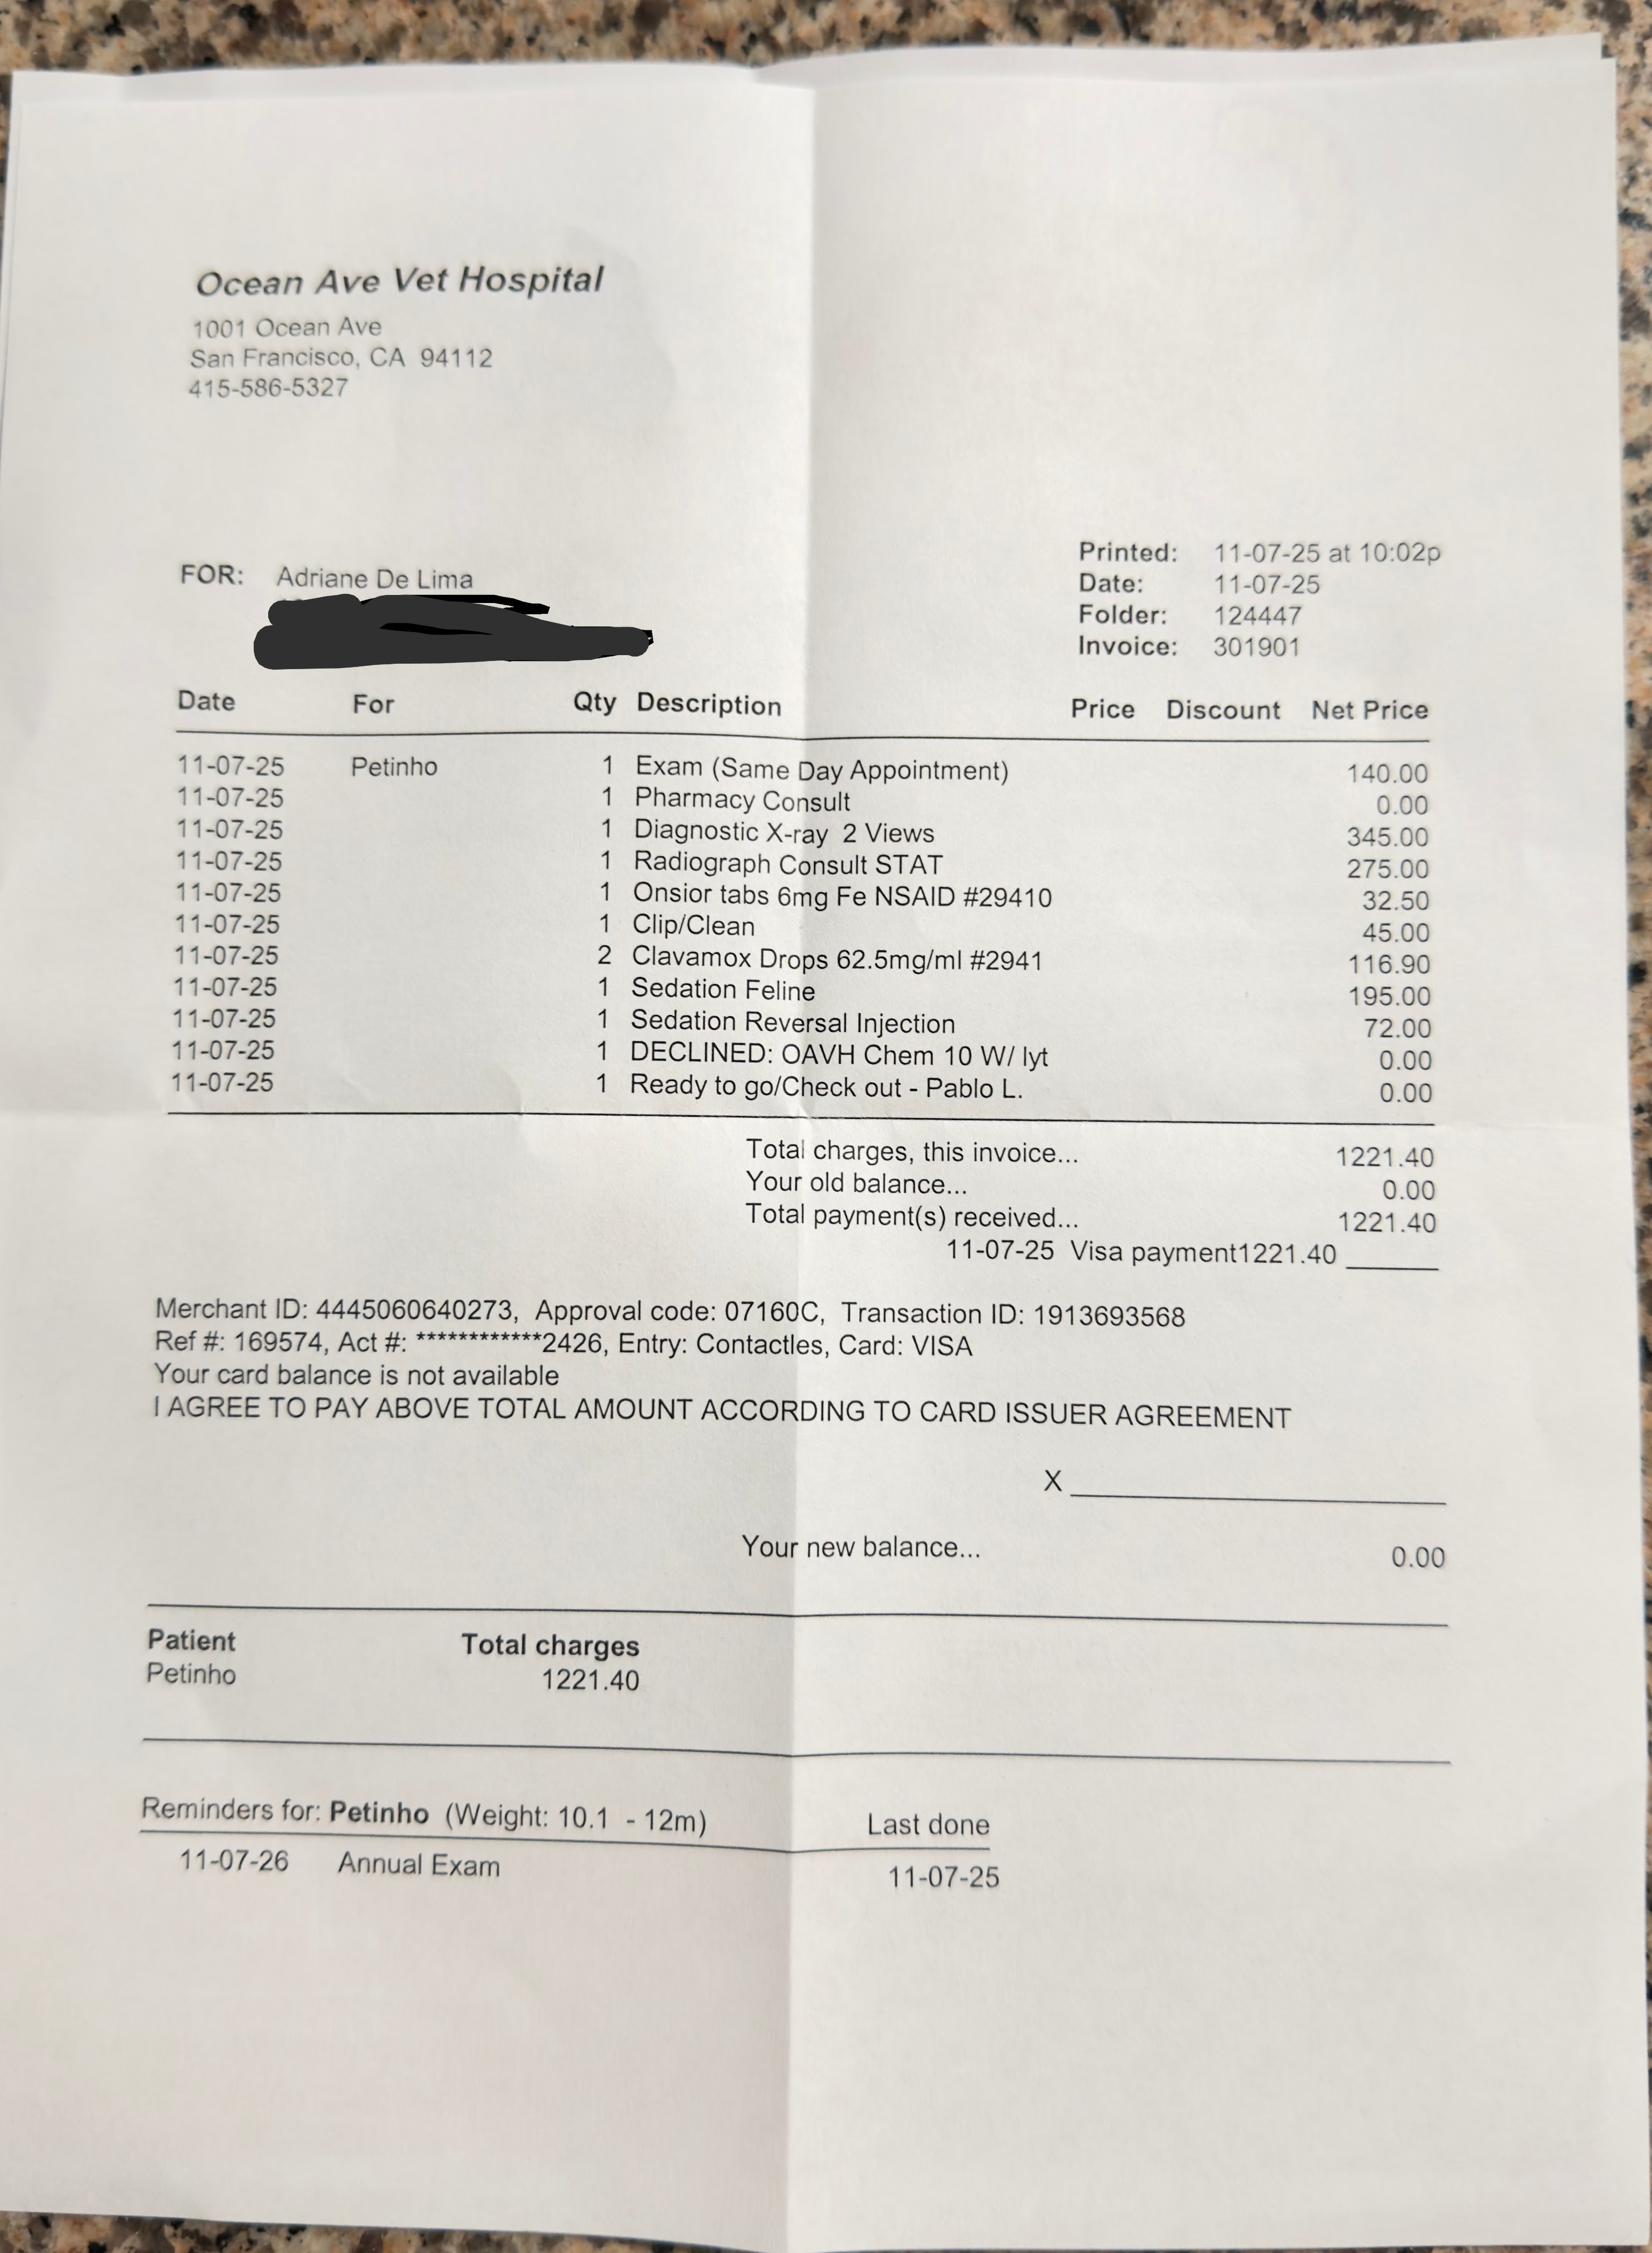 Ocean Ave Vet Hospital
1001 Ocean Ave
San Francisco, CA 94112
415-586-5327
Printed: 11-07-25 at 10:02p
FOR: Adriane De Lima
Date: 11-07-25
Folder: 124447
Invoice: 301901
Date For Qty Description Price Discount Net Price
11-07-25 Petinho 1 Exam (Same Day Appointment) 140.00
11-07-25 1 Pharmacy Consult 0.00
11-07-25 1 Diagnostic X-ray 2 Views 345.00
11-07-25 1 Radiograph Consult STAT 275.00
11-07-25 1 Onsior tabs 6mg Fe NSAID #29410 32.50
11-07-25 1 Clip/Clean 45.00
11-07-25 2 Clavamox Drops 62.5mg/ml #2941 116.90
11-07-25 1 Sedation Feline 195.00
11-07-25 1 Sedation Reversal Injection 72.00
11-07-25 1 DECLINED: OAVH Chem 10 W/ lyt 0.00
11-07-25 1 Ready to go/Check out - Pablo L. 0.00
Total charges, this invoice... 1221.40
Your old balance... 0.00
Total payment(s) received... 1221.40
11-07-25 Visa payment1221.40
Merchant ID: 4445060640273, Approval code: 07160C, Transaction ID: 1913693568
Ref #: 169574, Act #: ************2426, Entry: Contactles, Card: VISA
Your card balance is not available
I AGREE TO PAY ABOVE TOTAL AMOUNT ACCORDING TO CARD ISSUER AGREEMENT
X
Your new balance... 0.00
Patient Total charges
Petinho 1221.40
Reminders for: Petinho (Weight: 10.1 - 12m) Last done
11-07-26 Annual Exam 11-07-25